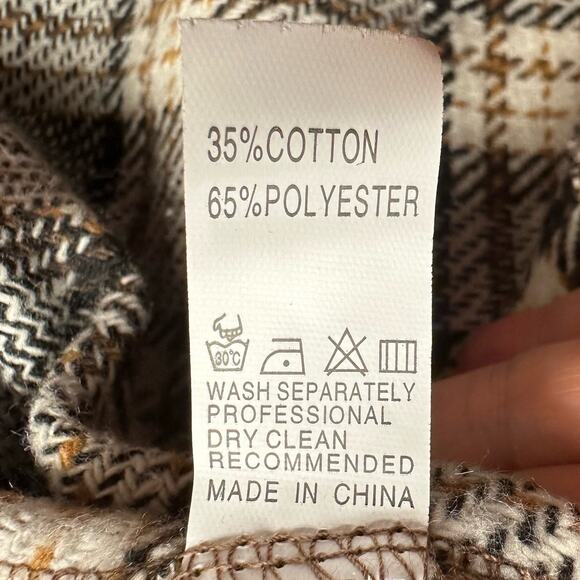 35%COTTON
65%POLYESTER
30°C
WASH SEPARATELY
PROFESSIONAL
DRY CLEAN
RECOMMENDED
MADE IN CHINA